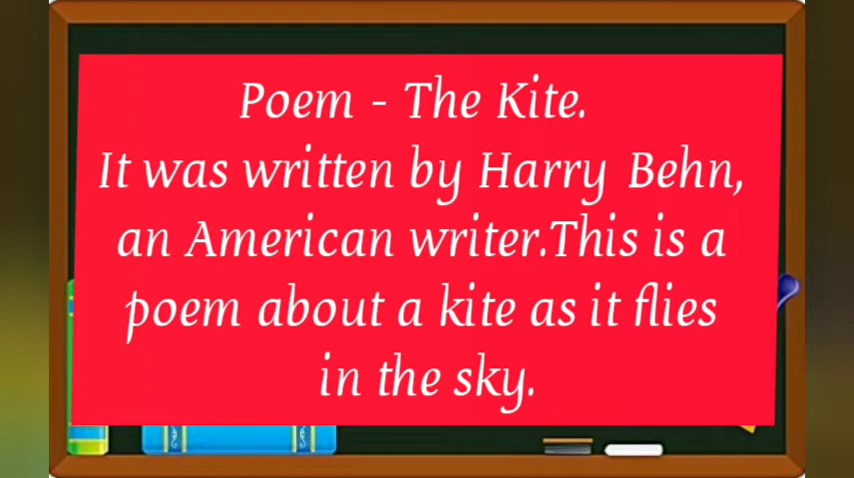 Poem - The Kite.
It was written by Harry Behn,
an American writer.This is a
poem about a kite as it flies
in the sky.